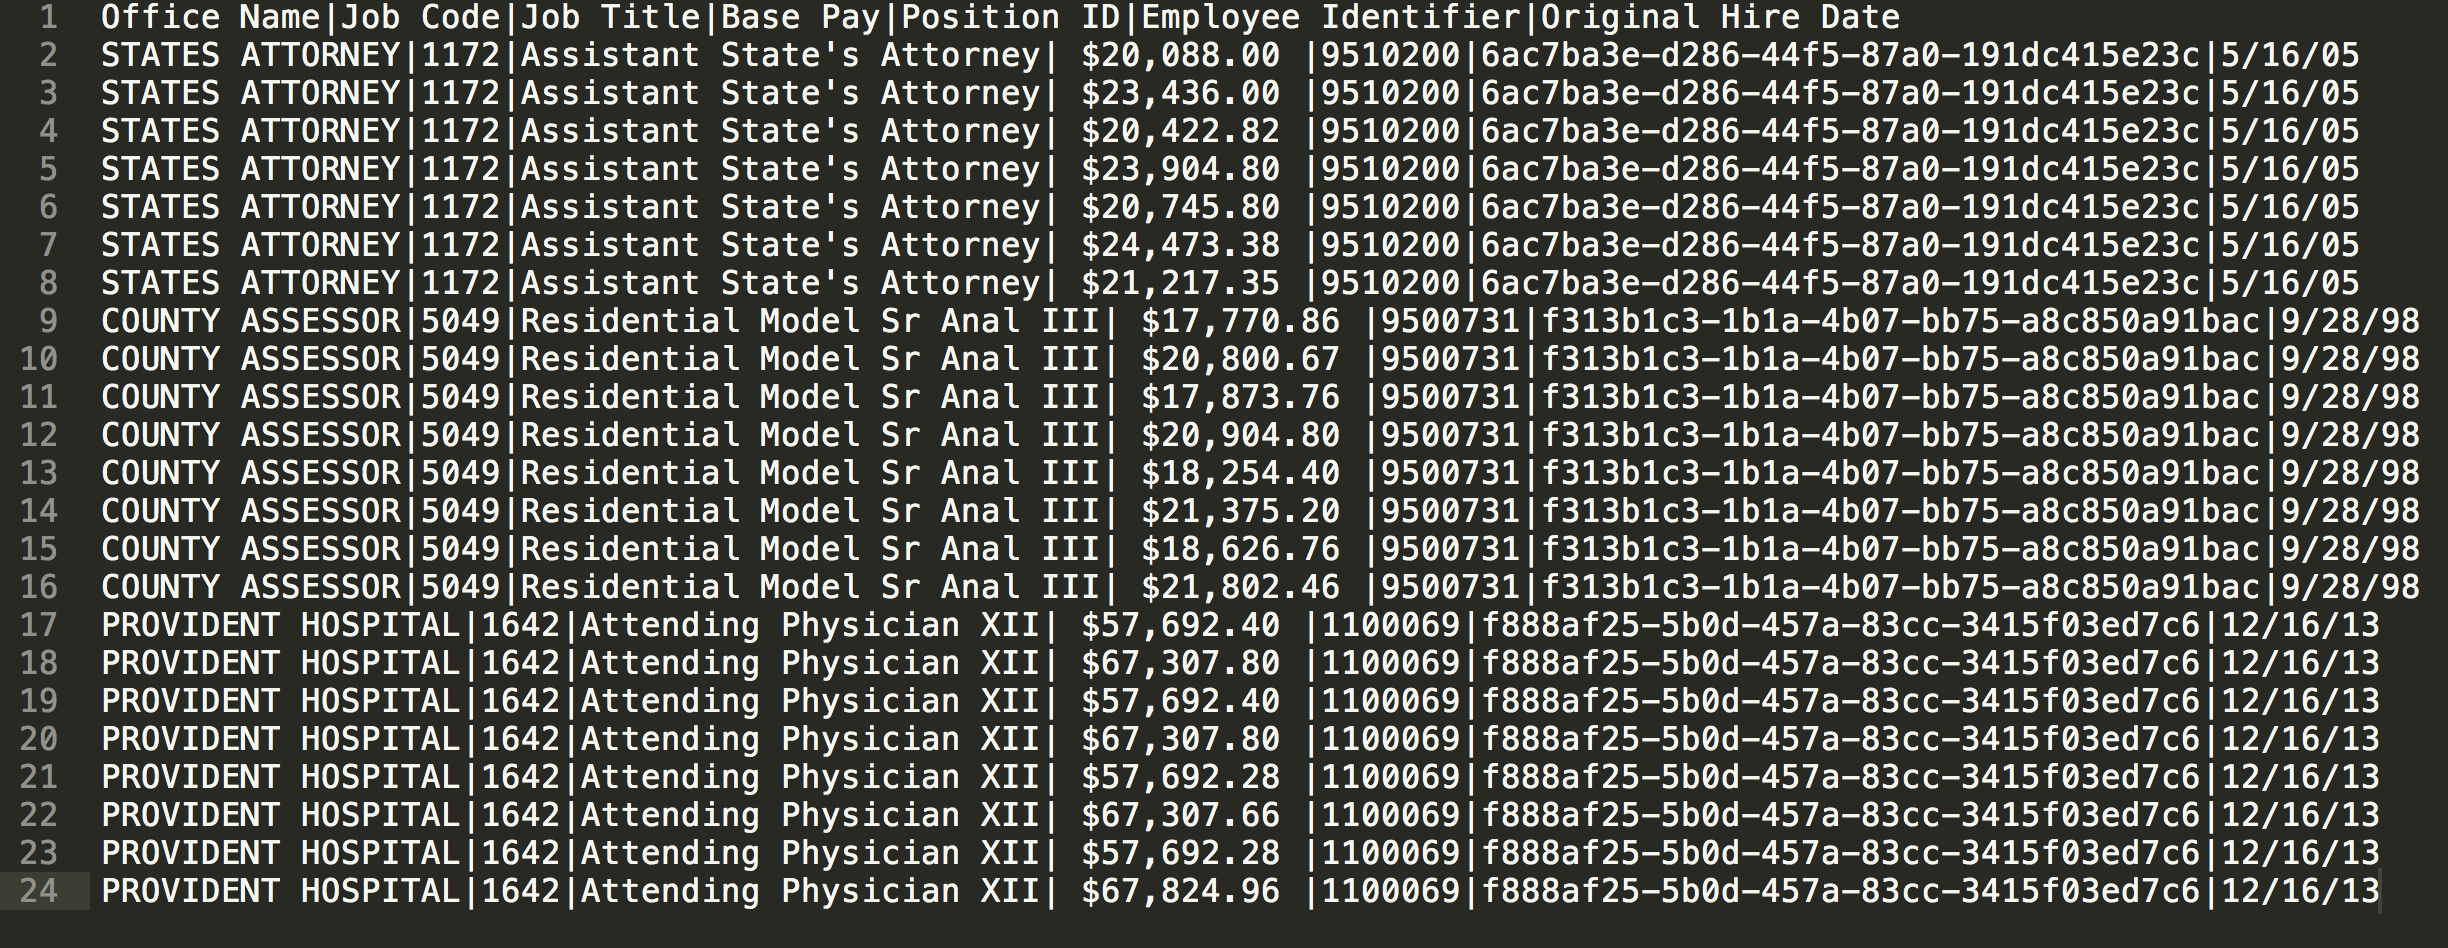 1 Office Name|Job Code|Job Title|Base Pay|Position ID|Employee Identifier|Original Hire Date
2 STATES ATTORNEY|1172|Assistant State's Attorney| $20,088.00 |9510200|6ac7ba3e-d286-44f5-87a0-191dc415e23c|5/16/05
3 STATES ATTORNEY|1172|Assistant State's Attorney| $23,436.00 |9510200|6ac7ba3e-d286-44f5-87a0-191dc415e23c|5/16/05
4 STATES ATTORNEY|1172|Assistant State's Attorney| $20,422.82 |9510200|6ac7ba3e-d286-44f5-87a0-191dc415e23c|5/16/05
5 STATES ATTORNEY|1172|Assistant State's Attorney| $23,904.80 |9510200|6ac7ba3e-d286-44f5-87a0-191dc415e23c|5/16/05
6 STATES ATTORNEY|1172|Assistant State's Attorney| $20,745.80 |9510200|6ac7ba3e-d286-44f5-87a0-191dc415e23c|5/16/05
7 STATES ATTORNEY|1172|Assistant State's Attorney| $24,473.38 |9510200|6ac7ba3e-d286-44f5-87a0-191dc415e23c|5/16/05
8 STATES ATTORNEY|1172|Assistant State's Attorney| $21,217.35 |9510200|6ac7ba3e-d286-44f5-87a0-191dc415e23c|5/16/05
9 COUNTY ASSESSOR|5049|Residential Model Sr Anal III| $17,770.86 |9500731|f313b1c3-1b1a-4b07-bb75-a8c850a91bac|9/28/98
10 COUNTY ASSESSOR|5049|Residential Model Sr Anal III| $20,800.67 |9500731|f313b1c3-1b1a-4b07-bb75-a8c850a91bac|9/28/98
11 COUNTY ASSESSOR|5049|Residential Model Sr Anal III| $17,873.76 |9500731|f313b1c3-1b1a-4b07-bb75-a8c850a91bac|9/28/98
12 COUNTY ASSESSOR|5049|Residential Model Sr Anal III| $20,904.80 |9500731|f313b1c3-1b1a-4b07-bb75-a8c850a91bac|9/28/98
13 COUNTY ASSESSOR|5049|Residential Model Sr Anal III| $18,254.40 |9500731|f313b1c3-1b1a-4b07-bb75-a8c850a91bac|9/28/98
14 COUNTY ASSESSOR|5049|Residential Model Sr Anal III| $21,375.20 |9500731|f313b1c3-1b1a-4b07-bb75-a8c850a91bac|9/28/98
15 COUNTY ASSESSOR|5049|Residential Model Sr Anal III| $18,626.76 |9500731|f313b1c3-1b1a-4b07-bb75-a8c850a91bac|9/28/98
16 COUNTY ASSESSOR|5049|Residential Model Sr Anal III| $21,802.46 |9500731|f313b1c3-1b1a-4b07-bb75-a8c850a91bac|9/28/98
17 PROVIDENT HOSPITAL|1642|Attending Physician XII| $57,692.40 |1100069|f888af25-5b0d-457a-83cc-3415f03ed7c6|12/16/13
18 PROVIDENT HOSPITAL|1642|Attending Physician XII| $67,307.80 |1100069|f888af25-5b0d-457a-83cc-3415f03ed7c6|12/16/13
19 PROVIDENT HOSPITAL|1642|Attending Physician XII| $57,692.40 |1100069|f888af25-5b0d-457a-83cc-3415f03ed7c6|12/16/13
20 PROVIDENT HOSPITAL|1642|Attending Physician XII| $67,307.80 |1100069|f888af25-5b0d-457a-83cc-3415f03ed7c6|12/16/13
21 PROVIDENT HOSPITAL|1642|Attending Physician XII| $57,692.28 |1100069|f888af25-5b0d-457a-83cc-3415f03ed7c6|12/16/13
22 PROVIDENT HOSPITAL|1642|Attending Physician XII| $67,307.66 |1100069|f888af25-5b0d-457a-83cc-3415f03ed7c6|12/16/13
23 PROVIDENT HOSPITAL|1642|Attending Physician XII| $57,692.28 |1100069|f888af25-5b0d-457a-83cc-3415f03ed7c6|12/16/13
24 PROVIDENT HOSPITAL|1642|Attending Physician XII| $67,824.96 |1100069|f888af25-5b0d-457a-83cc-3415f03ed7c6|12/16/13